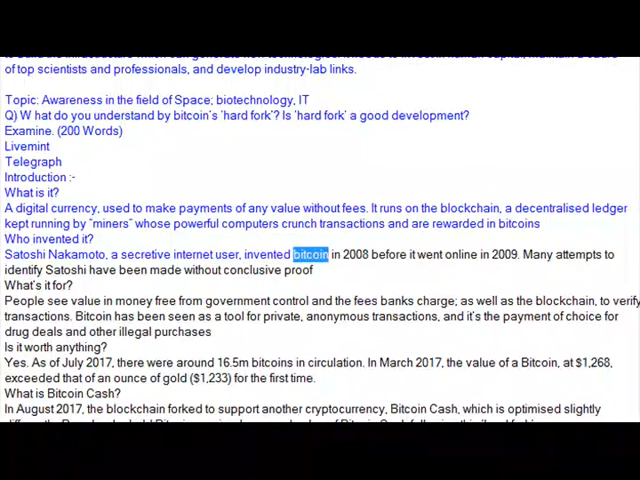 of top scientists and professionals, and develop industry-lab links.
Topic: Awareness in the field of Space; biotechnology, IT
Q) W hat do you understand by bitcoin's 'hard fork'? Is 'hard fork' a good development?
Examine. (200 Words)
Livemint
Telegraph
Introduction :-
What is it?
A digital currency, used to make payments of any value without fees. It runs on the blockchain, a decentralised ledger
kept running by "miners" whose powerful computers crunch transactions and are rewarded in bitcoins
Who invented it?
Satoshi Nakamoto, a secretive internet user, invented bitcoin in 2008 before it went online in 2009. Many attempts to
identify Satoshi have been made without conclusive proof
What's it for?
People see value in money free from government control and the fees banks charge; as well as the blockchain, to verify
transactions. Bitcoin has been seen as a tool for private, anonymous transactions, and it's the payment of choice for
drug deals and other illegal purchases
Is it worth anything?
Yes. As of July 2017, there were around 16.5m bitcoins in circulation. In March 2017, the value of a Bitcoin, at $1,268,
exceeded that of an ounce of gold ($1,233) for the first time.
What is Bitcoin Cash?
In August 2017, the blockchain forked to support another cryptocurrency, Bitcoin Cash, which is optimised slightly